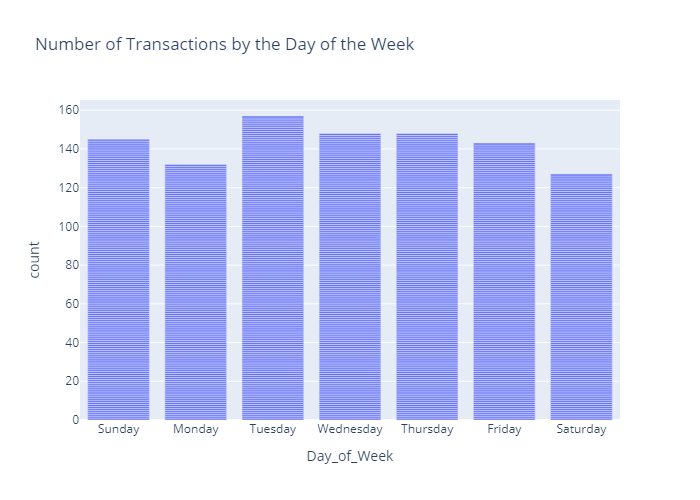 Number of Transactions by the Day of the Week
160
140
120
100
80
60
40
20
0
count
Sunday Monday Tuesday Wednesday Thursday Friday Saturday
Day_of_Week